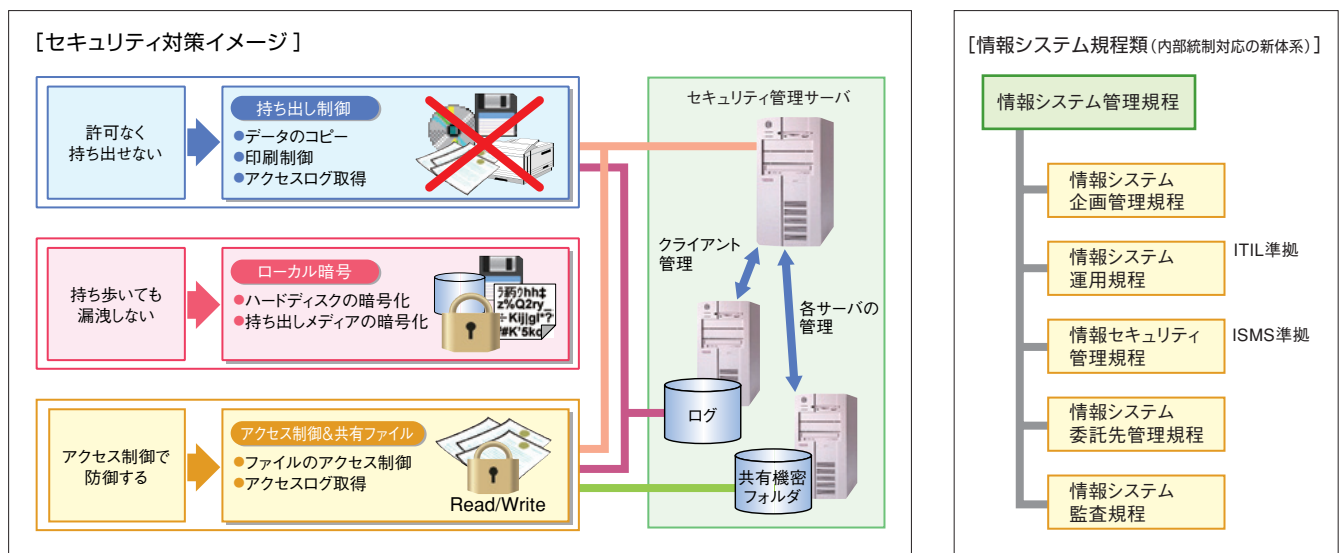 [セキュリティ対策イメージ]
許可なく
持ち出せない
持ち出し制御
●データのコピー
●印刷制御
●アクセスログ取得
持ち歩いても
漏洩しない
ローカル暗号
●ハードディスクの暗号化
●持ち出しメディアの暗号化
アクセス制御で
防御する
アクセス制御&共有ファイル
●ファイルのアクセス制御
●アクセスログ取得
Read/Write
セキュリティ管理サーバ
クライアント
管理
各サーバの
管理
ログ
共有機密
フォルダ
[情報システム規程類(内部統制対応の新体系)]
情報システム管理規程
情報システム
企画管理規程
情報システム
運用規程
ITIL準拠
情報セキュリティ
管理規程
ISMS準拠
情報システム
委託先管理規程
情報システム
監査規程